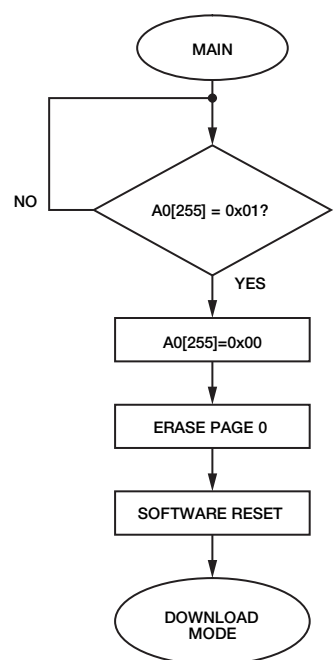 MAIN
A0[255] = 0x01?
NO
YES
A0[255]=0x00
ERASE PAGE 0
SOFTWARE RESET
DOWNLOAD
MODE